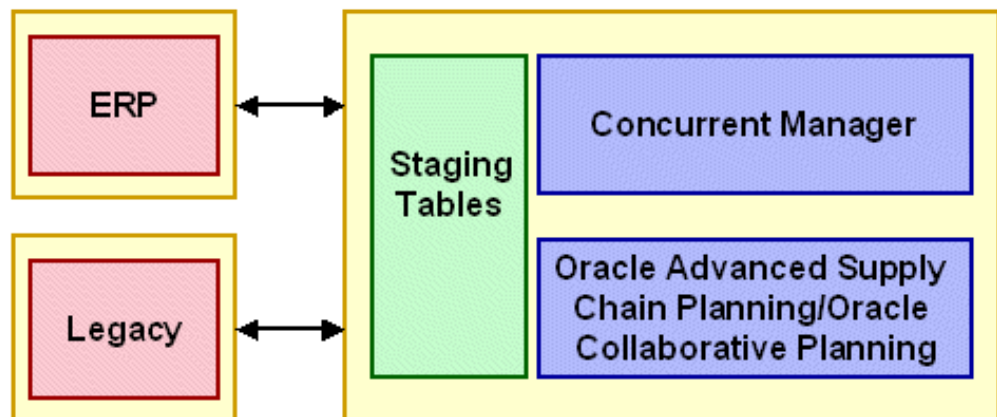 ERP
Legacy
Staging
Tables
Concurrent Manager
Oracle Advanced Supply
Chain Planning/Oracle
Collaborative Planning